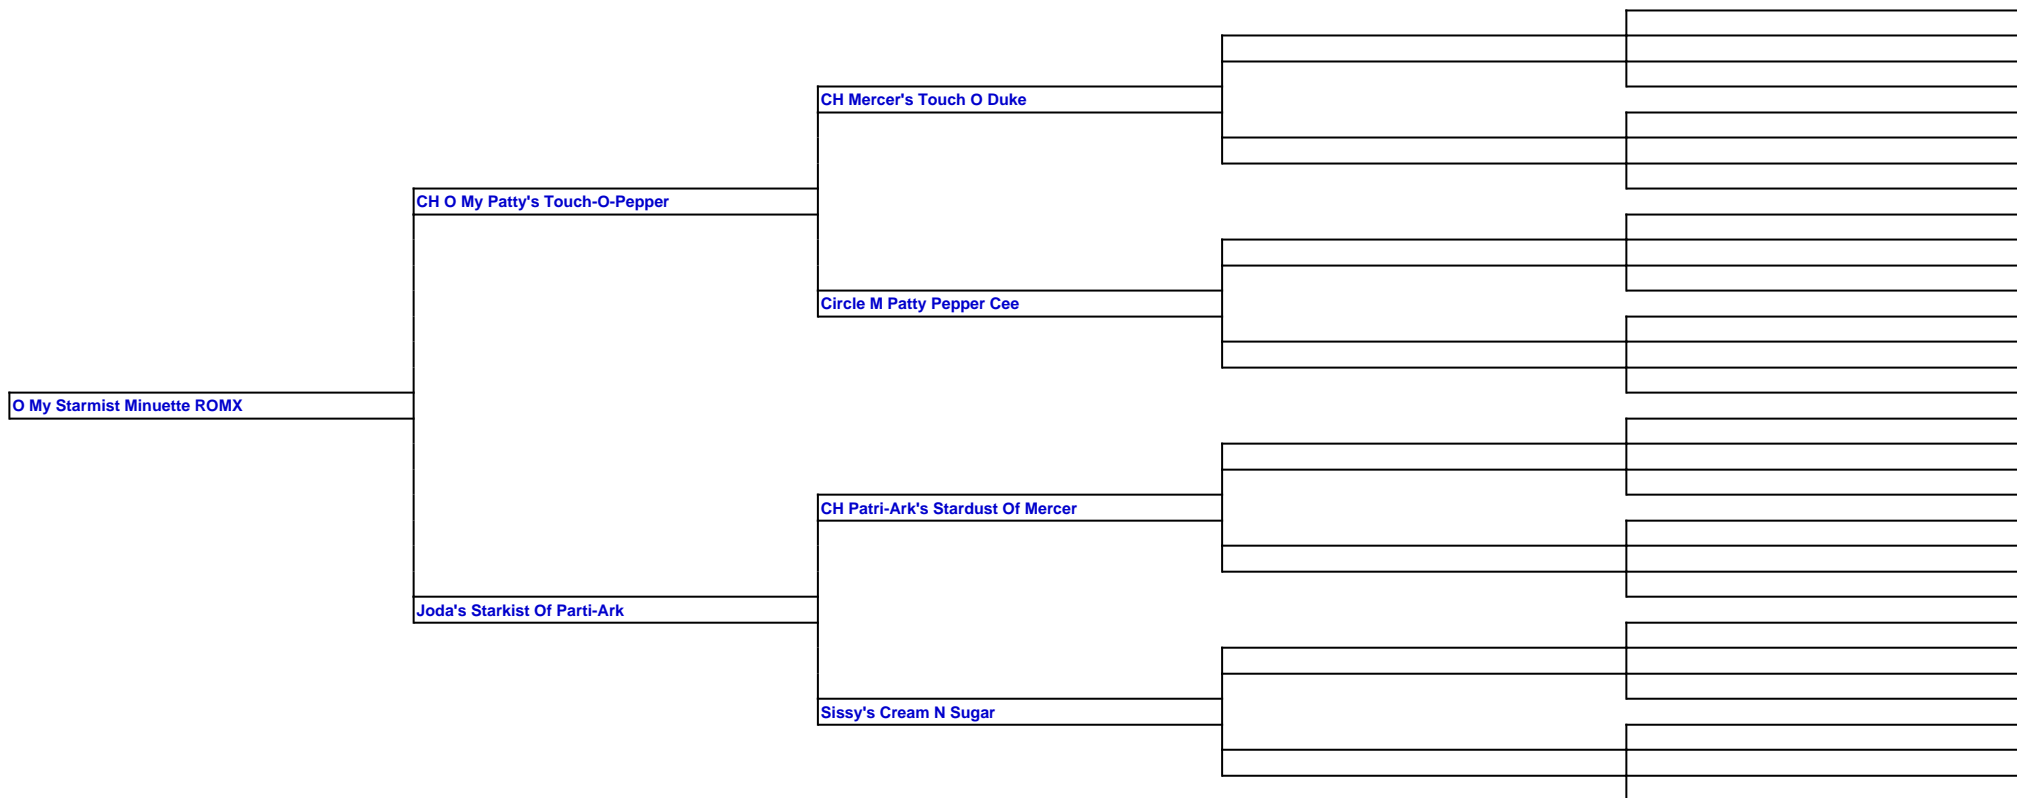 CH Mercer's Touch O Duke
CH O My Patty's Touch-O-Pepper
Circle M Patty Pepper Cee
O My Starmist Minuette ROMX
CH Patri-Ark's Stardust Of Mercer
Joda's Starkist Of Parti-Ark
Sissy's Cream N Sugar